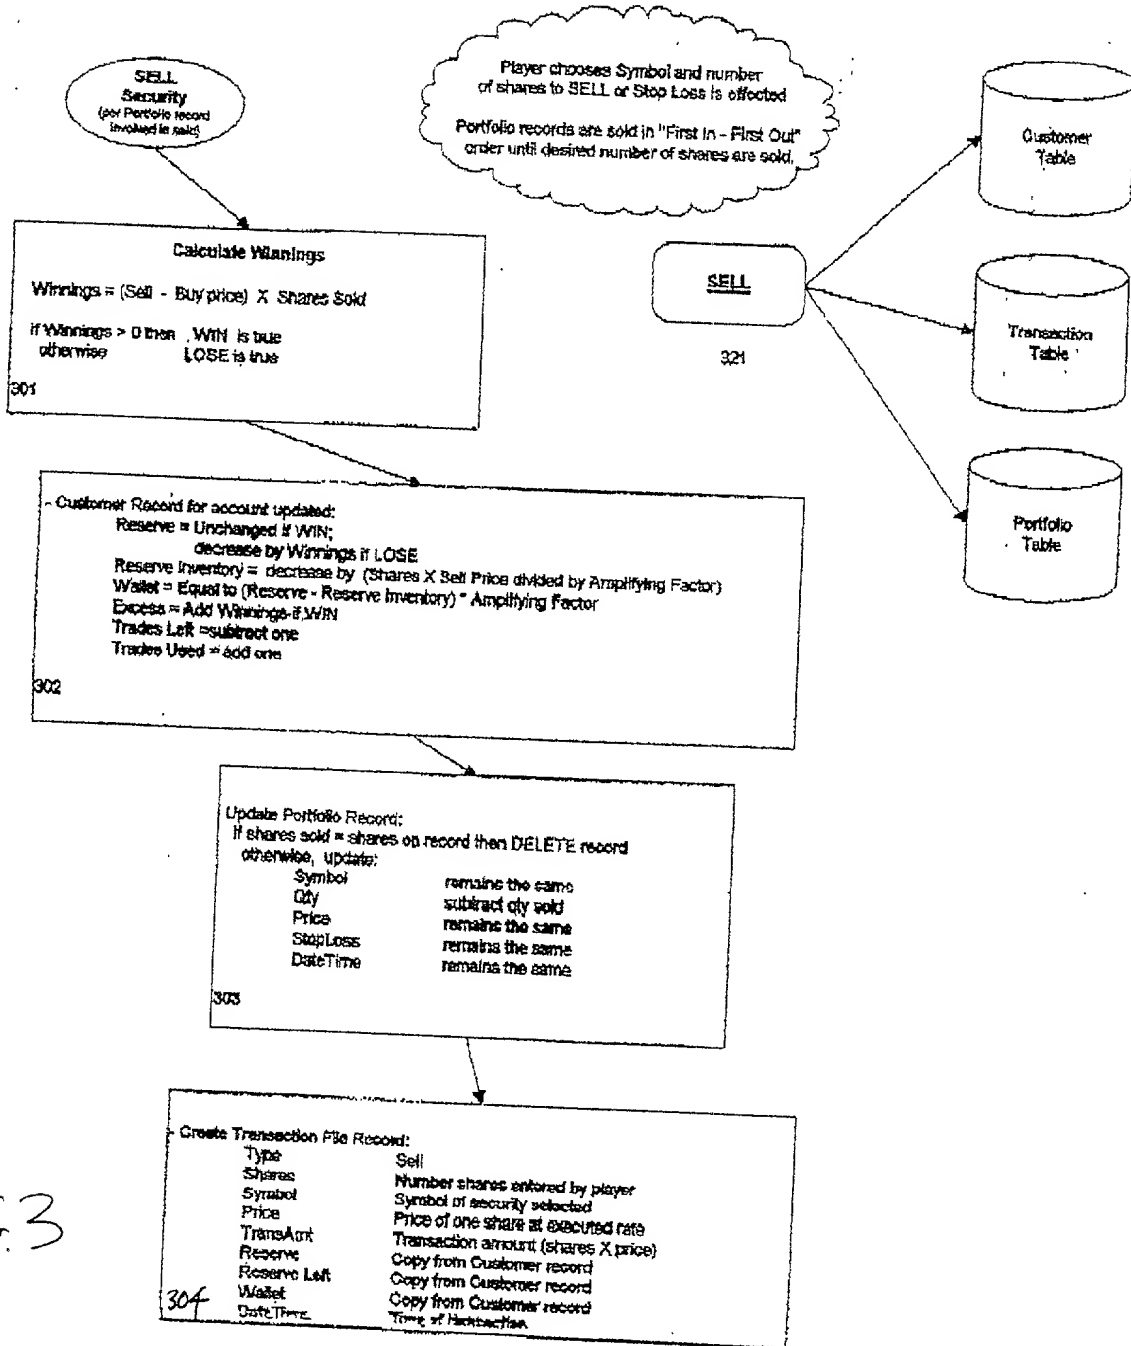 SELL
Security
(per Portfolio record
involved in sale)
Player chooses Symbol and number
of shares to SELL or Stop Loss is effected
Portfolio records are sold in "First In - First Out"
order until desired number of shares are sold.
Customer
Table
Calculate Winnings
Winnings = (Sell - Buy price) X Shares Sold
if Winnings > 0 then WIN is true
otherwise LOSE is true
301
SELL
321
Transaction
Table
Portfolio
Table
- Customer Record for account updated:
Reserve = Unchanged if WIN;
decrease by Winnings if LOSE
Reserve Inventory = decrease by (Shares X Sell Price divided by Amplifying Factor)
Wallet = Equal to (Reserve - Reserve Inventory) * Amplifying Factor
Excess = Add Winnings if WIN
Trades Left = subtract one
Trades Used = add one
302
Update Portfolio Record:
If shares sold = shares on record then DELETE record
otherwise, update:
Symbol remains the same
Qty subtract qty sold
Price remains the same
StopLoss remains the same
DateTime remains the same
303
- Create Transaction File Record:
Type Sell
Shares Number shares entered by player
Symbol Symbol of security selected
Price Price of one share at executed rate
TransAmt Transaction amount (shares X price)
Reserve Copy from Customer record
Reserve Left Copy from Customer record
Wallet Copy from Customer record
DateTime Time of transaction
304
3